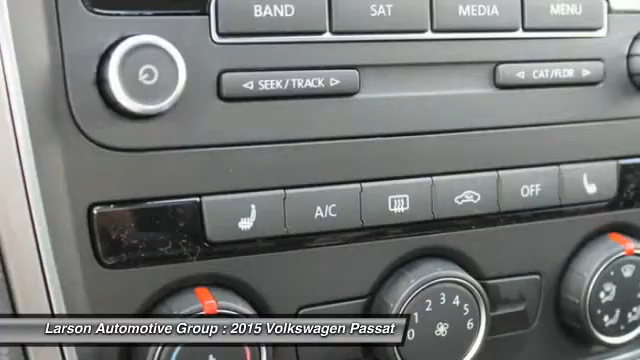 BAND SAT MEDIA MENU
SEEK/TRACK CAT/FLDR
A/C OFF
0 1 2 3 4 5 6
Larson Automotive Group : 2015 Volkswagen Passat